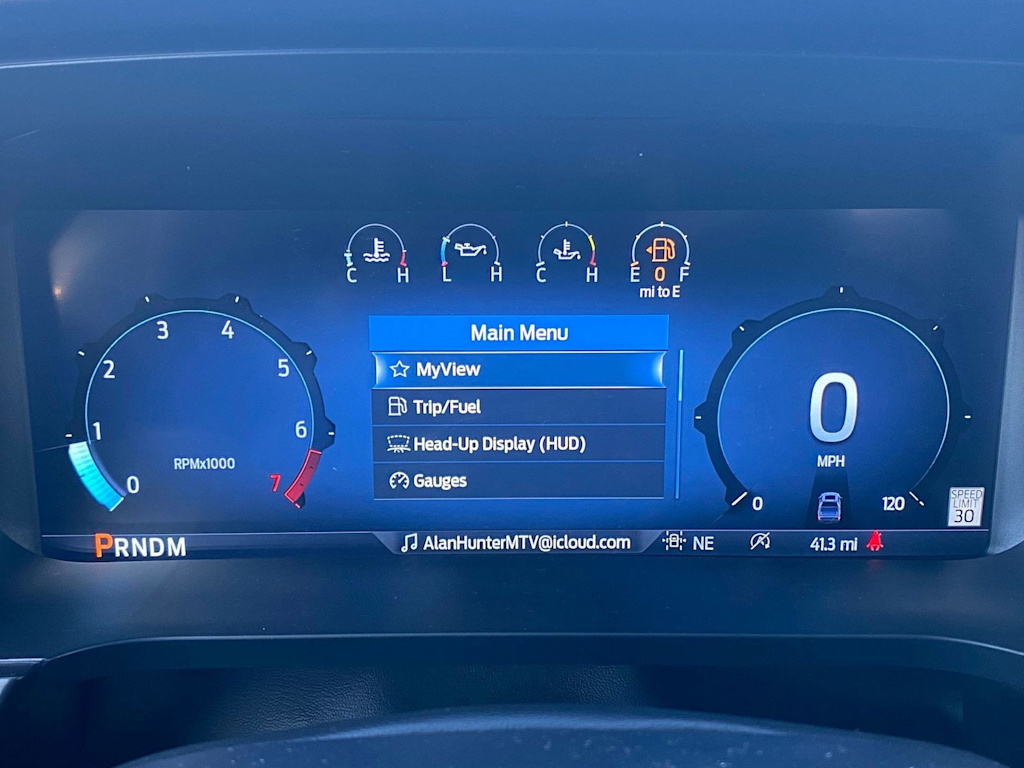 C H
L H
C H
E 0 F
mi to E
Main Menu
MyView
Trip/Fuel
Head-Up Display (HUD)
Gauges
0
1
2
3
4
5
6
7
RPMx1000
0
MPH
0
120
SPEED
LIMIT
30
PRNDM
AlanHunterMTV@icloud.com
NE
41.3 mi